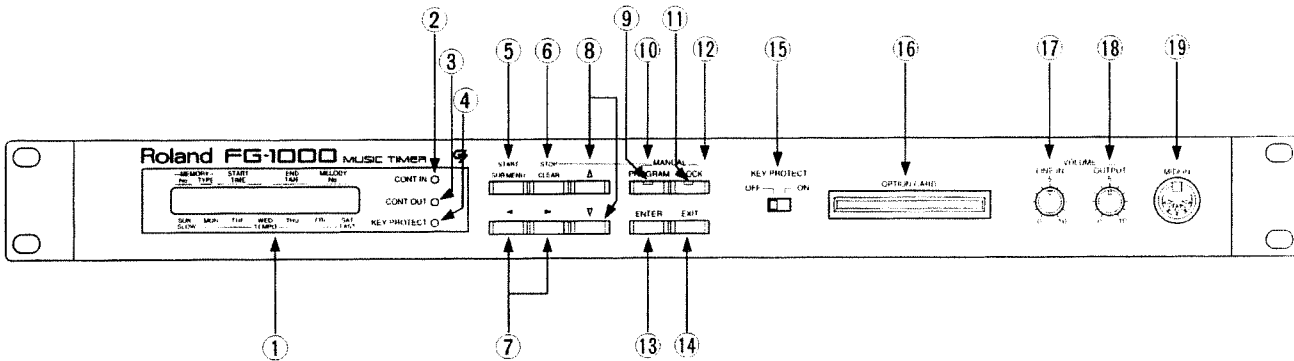 ② ⑨ ⑪
③ ⑤ ⑥ ⑧ ⑩ ⑫ ⑮ ⑯ ⑰ ⑱ ⑲
④
Roland FG-1000 MUSIC TIMER
MEMORY No TYPE START TIME END MELODY No
CONT IN
CONT OUT
KEY PROTECT
SUN MON TUE WED THU FRI SAT
SLOW TEMPO FAST
START STOP MANUAL
SUB MENU CLEAR △ PROGRAM
◄ ► ▽ ENTER EXIT
KEY PROTECT
OFF ON
OPTION CARD
VOLUME
LINE IN OUTPUT
MIDI IN
① ⑦ ⑬ ⑭